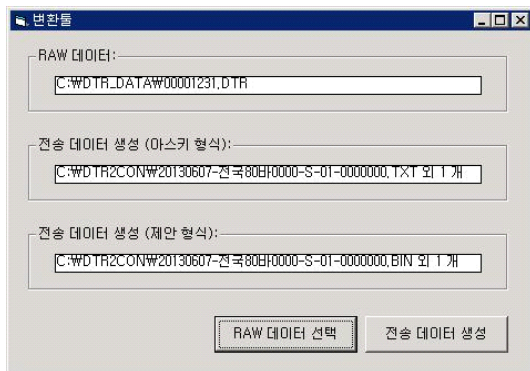 변환툴
RAW 데이터:
C:₩DTR_DATA₩00001231.DTR
전송 데이터 생성 (아스키 형식):
C:₩DTR2CON₩20130607-전국80바0000-S-01-0000000.TXT 외 1 개
전송 데이터 생성 (제안 형식):
C:₩DTR2CON₩20130607-전국80바0000-S-01-0000000.BIN 외 1 개
RAW 데이터 선택 전송 데이터 생성